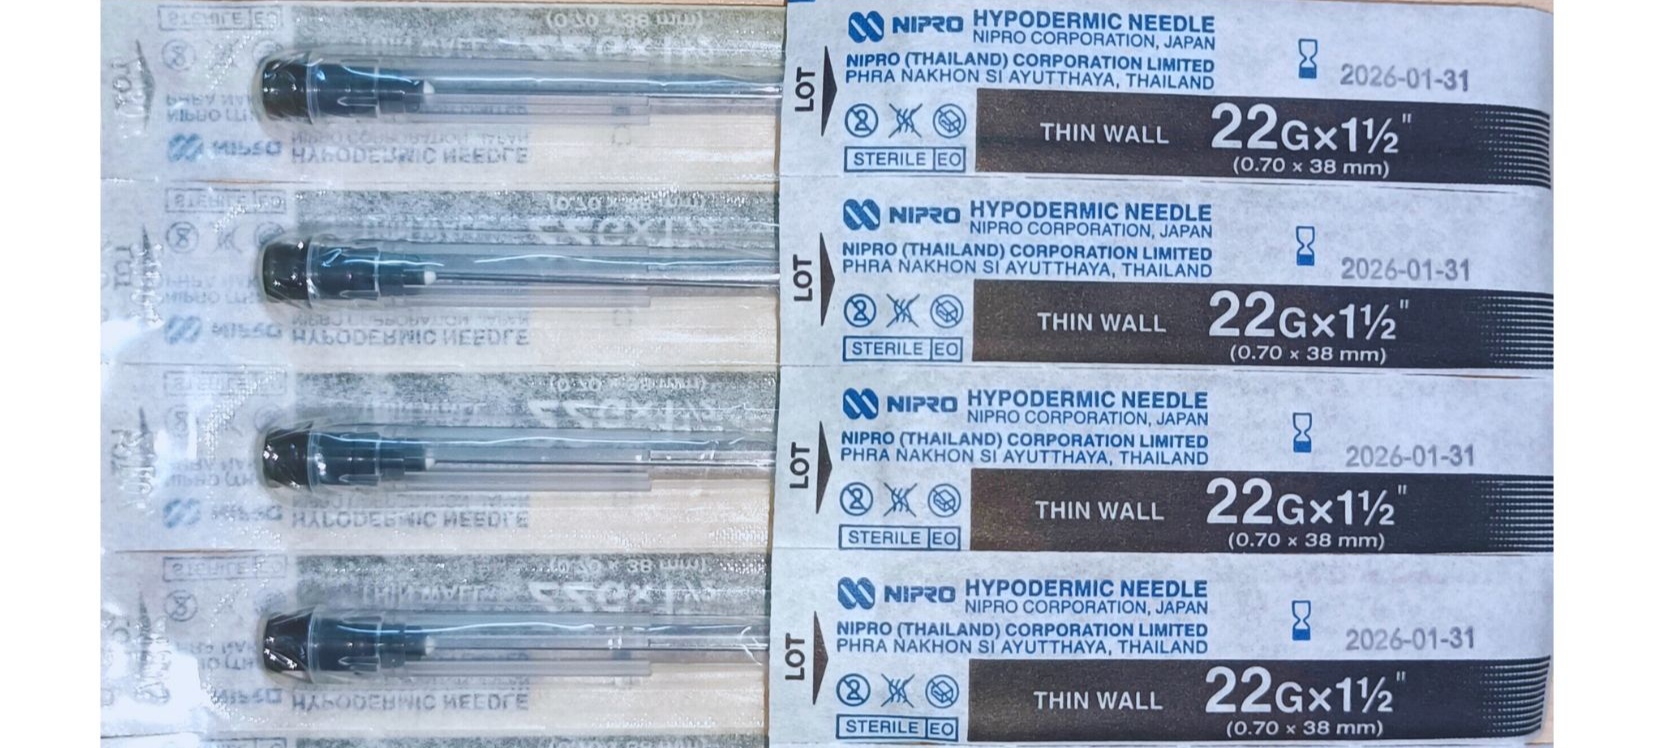 NIPRO HYPODERMIC NEEDLE
NIPRO CORPORATION, JAPAN
NIPRO (THAILAND) CORPORATION LIMITED
PHRA NAKHON SI AYUTTHAYA, THAILAND
2026-01-31
LOT
2
THIN WALL 22G×1½"
(0.70 × 38 mm)
STERILE EO
NIPRO HYPODERMIC NEEDLE
NIPRO CORPORATION, JAPAN
NIPRO (THAILAND) CORPORATION LIMITED
PHRA NAKHON SI AYUTTHAYA, THAILAND
2026-01-31
LOT
2
THIN WALL 22G×1½"
(0.70 × 38 mm)
STERILE EO
NIPRO HYPODERMIC NEEDLE
NIPRO CORPORATION, JAPAN
NIPRO (THAILAND) CORPORATION LIMITED
PHRA NAKHON SI AYUTTHAYA, THAILAND
2026-01-31
LOT
2
THIN WALL 22G×1½"
(0.70 × 38 mm)
STERILE EO
NIPRO HYPODERMIC NEEDLE
NIPRO CORPORATION, JAPAN
NIPRO (THAILAND) CORPORATION LIMITED
PHRA NAKHON SI AYUTTHAYA, THAILAND
2026-01-31
LOT
2
THIN WALL 22G×1½"
(0.70 × 38 mm)
STERILE EO